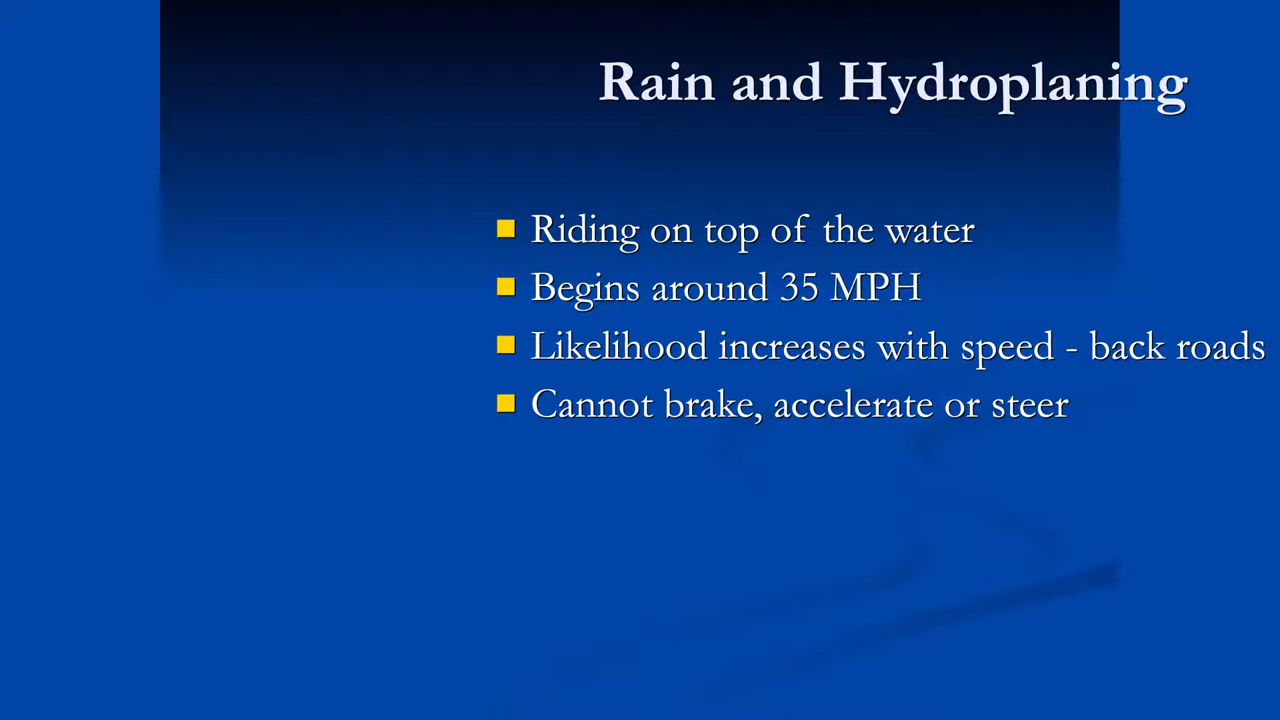 Rain and Hydroplaning
Riding on top of the water
Begins around 35 MPH
Likelihood increases with speed - back roads
Cannot brake, accelerate or steer